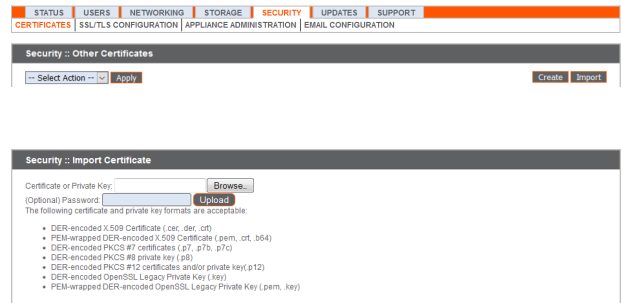 STATUS USERS NETWORKING STORAGE SECURITY UPDATES SUPPORT
CERTIFICATES SSL/TLS CONFIGURATION APPLIANCE ADMINISTRATION EMAIL CONFIGURATION
Security :: Other Certificates
-- Select Action -- Apply Create Import
Security :: Import Certificate
Certificate or Private Key: Browse..
(Optional) Password: Upload
The following certificate and private key formats are acceptable:
• DER-encoded X.509 Certificate (.cer, .der, .crt)
• PEM-wrapped DER-encoded X.509 Certificate (.pem, .crt, .b64)
• DER-encoded PKCS #7 certificates (.p7, .p7b, .p7c)
• DER-encoded PKCS #8 private key (.p8)
• DER-encoded PKCS #12 certificates and/or private key(.p12)
• DER-encoded OpenSSL Legacy Private Key (.key)
• PEM-wrapped DER-encoded OpenSSL Legacy Private Key (.pem, .key)